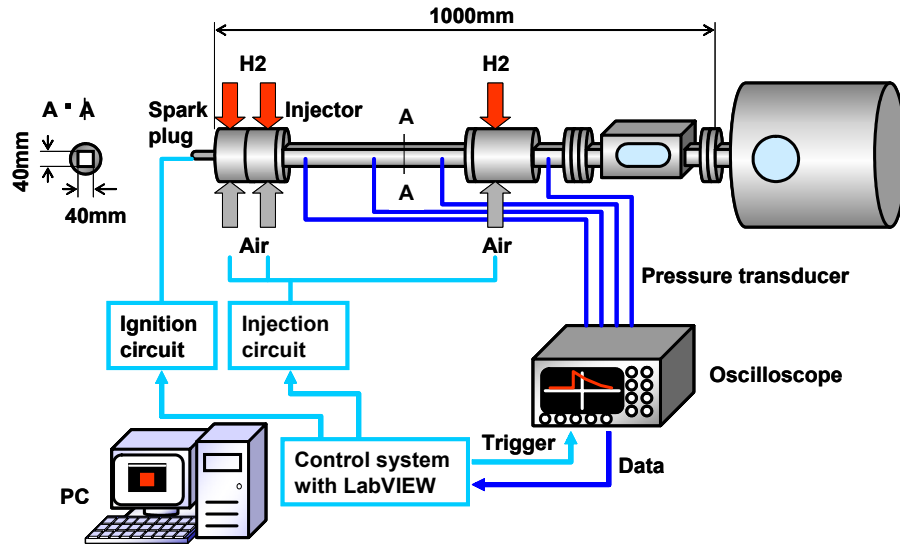 1000mm
H2
H2
A・A
Spark
plug
Injector
A
40mm
40mm
A
Air
Air
Pressure transducer
Ignition
circuit
Injection
circuit
Oscilloscope
Trigger
Control system
with LabVIEW
Data
PC